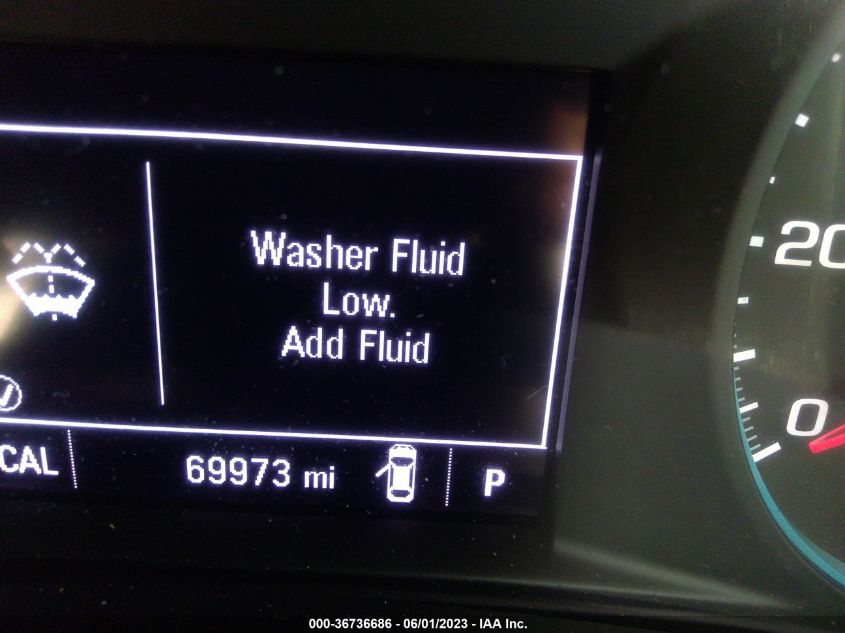 Washer Fluid
Low.
Add Fluid
CAL
69973 mi
P
20
0
000-36736686 - 06/01/2023 - IAA Inc.